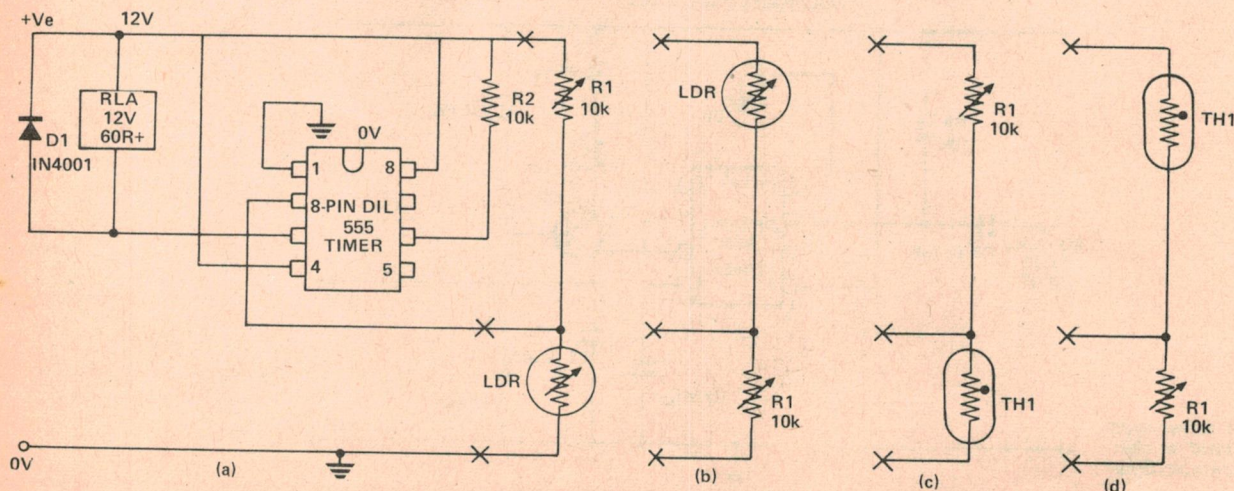 +Ve
12V
RLA
12V
60R+
D1
IN4001
0V
1
8
8-PIN DIL
555
TIMER
4
5
R2
10k
R1
10k
LDR
0V
(a)
LDR
R1
10k
(b)
R1
10k
TH1
(c)
TH1
R1
10k
(d)